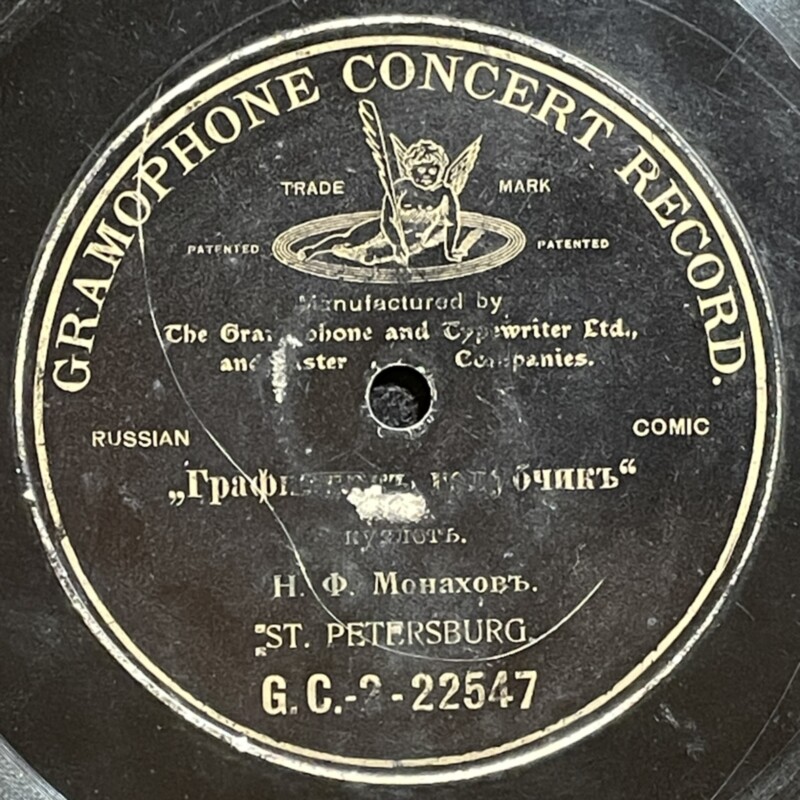 GRAMOPHONE CONCERT RECORD.
TRADE MARK
PATENTED PATENTED
Manufactured by
The Gramophone and Typewriter Ltd.,
and Sister Companies.
RUSSIAN COMIC
голубчикъ“
куплетъ.
Н. Ф. Монаховъ.
ST. PETERSBURG.
G.C.-2-22547